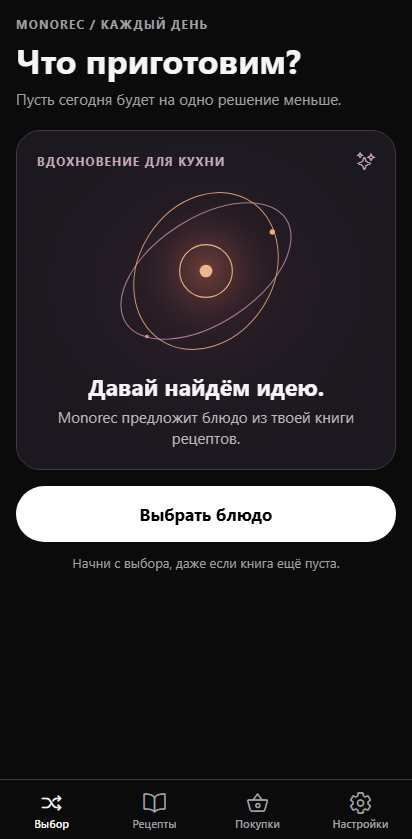 MONOREC / КАЖДЫЙ ДЕНЬ
Что приготовим?
Пусть сегодня будет на одно решение меньше.
ВДОХНОВЕНИЕ ДЛЯ КУХНИ
Давай найдём идею.
Monorec предложит блюдо из твоей книги
рецептов.
Выбрать блюдо
Начни с выбора, даже если книга ещё пуста.
Выбор
Рецепты
Покупки
Настройки